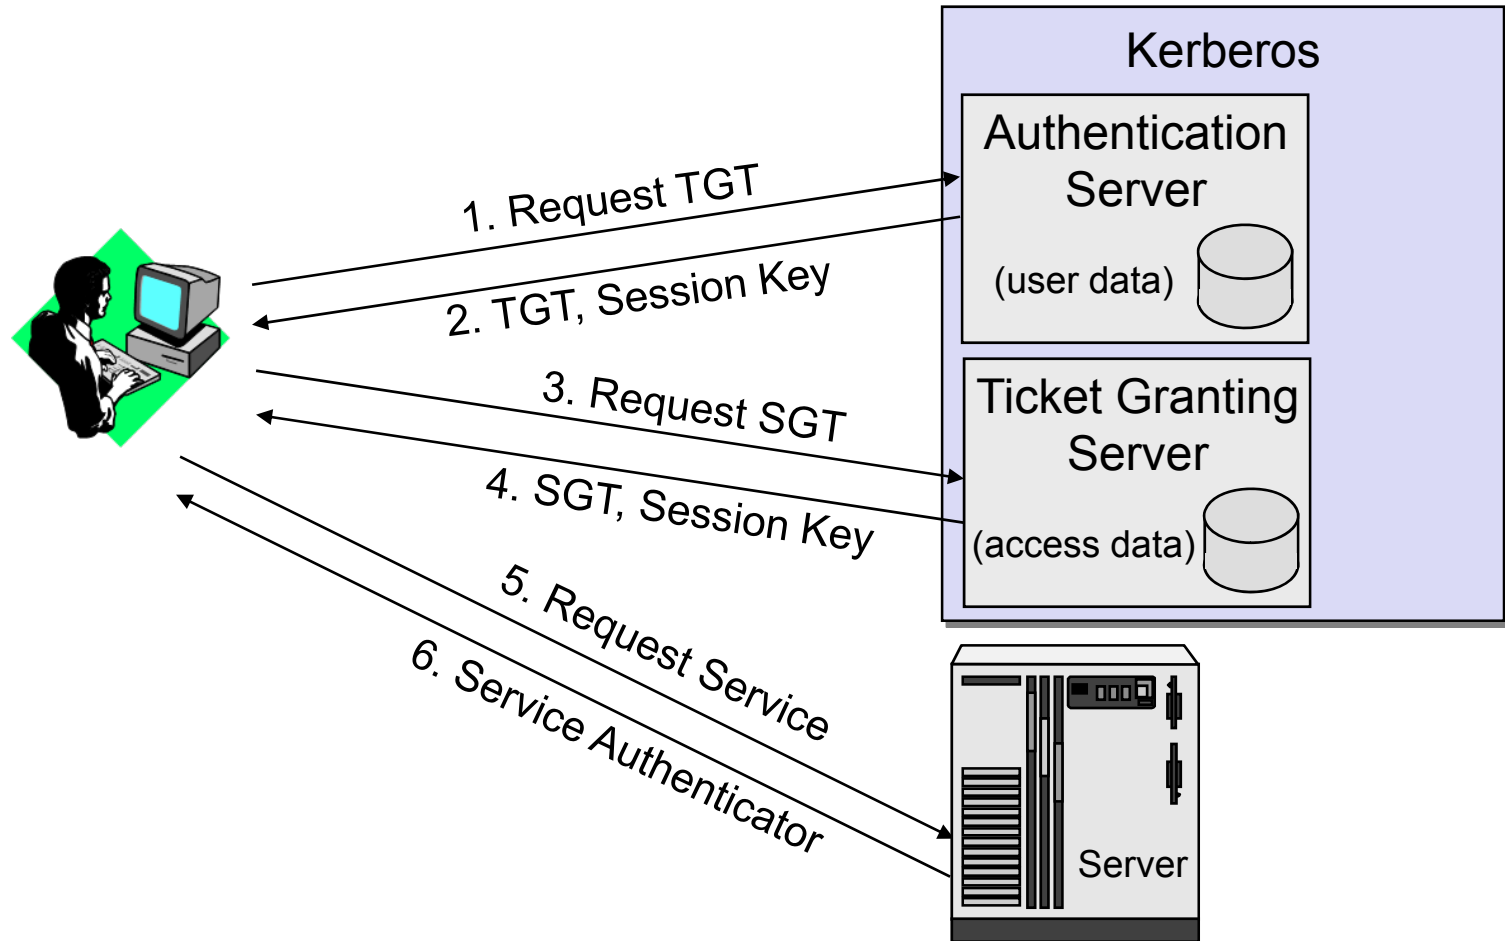 Kerberos
Authentication
Server
(user data)
1. Request TGT
2. TGT, Session Key
3. Request SGT
4. SGT, Session Key
Ticket Granting
Server
(access data)
5. Request Service
6. Service Authenticator
Server